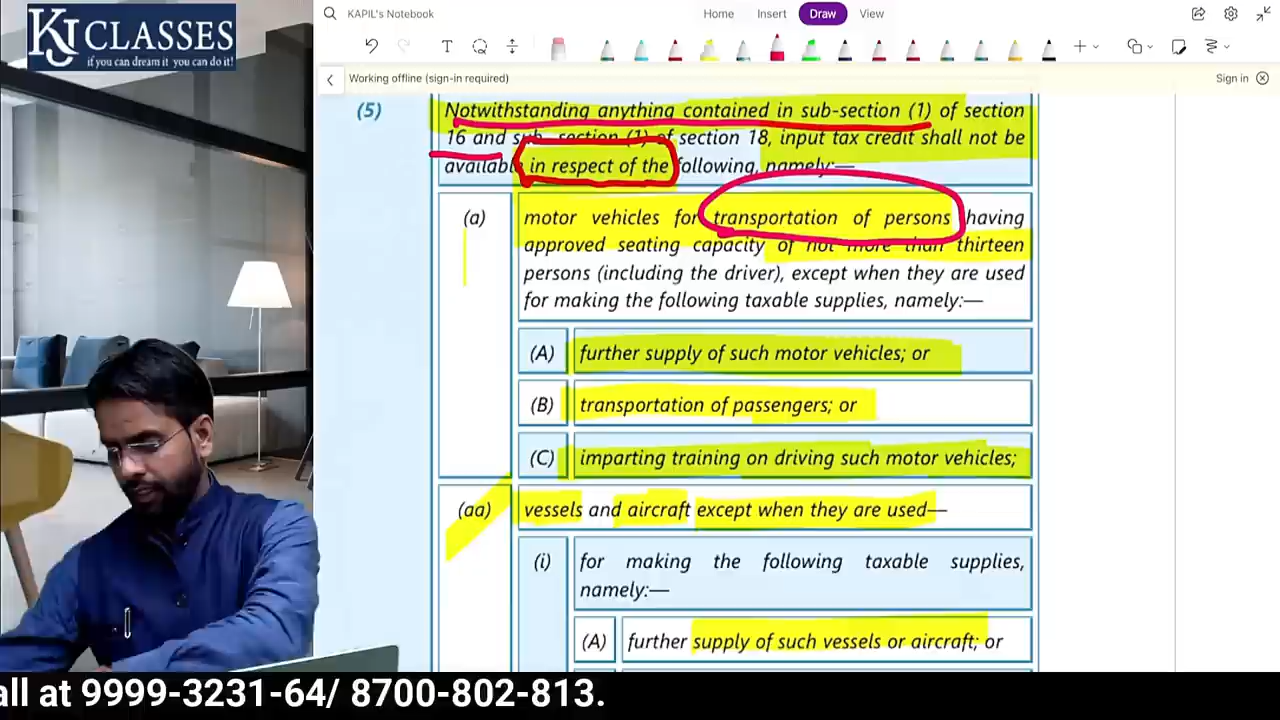 KJ CLASSES
if you can dream it you can do it!
KAPIL's Notebook
Home Insert Draw View
Working offline (sign-in required)
Sign in
(5) Notwithstanding anything contained in sub-section (1) of section
16 and sub-section (1) of section 18, input tax credit shall not be
available in respect of the following, namely:—
(a) motor vehicles for transportation of persons having
approved seating capacity of not more than thirteen
persons (including the driver), except when they are used
for making the following taxable supplies, namely:—
(A) further supply of such motor vehicles; or
(B) transportation of passengers; or
(C) imparting training on driving such motor vehicles;
(aa) vessels and aircraft except when they are used—
(i) for making the following taxable supplies,
namely:—
(A) further supply of such vessels or aircraft; or
all at 9999-3231-64/ 8700-802-813.